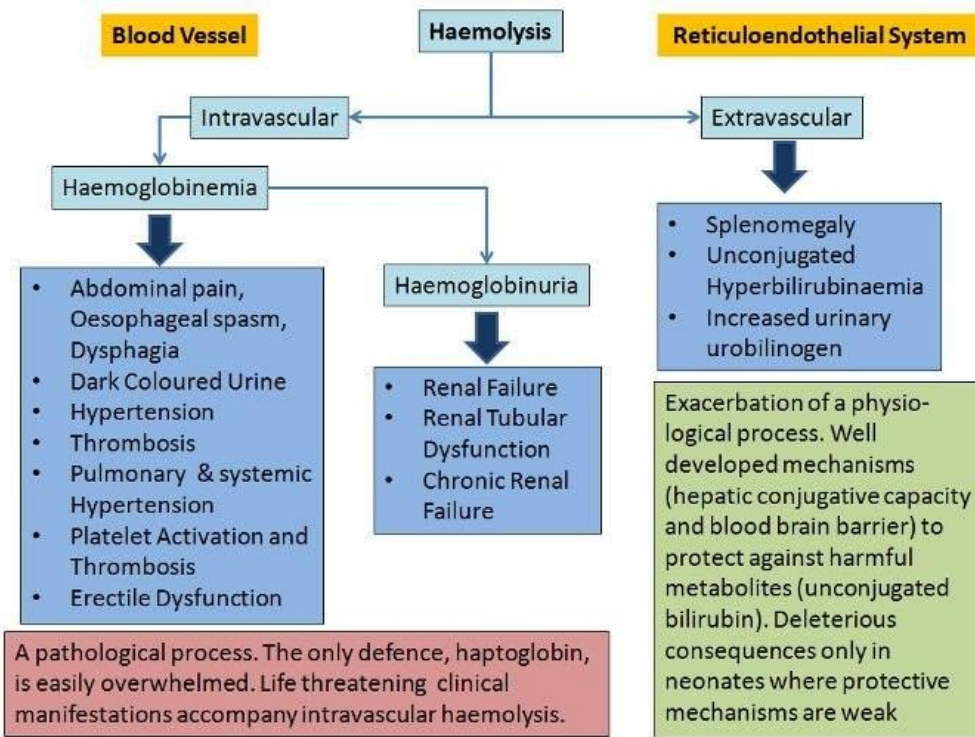 Blood Vessel
Haemolysis
Reticuloendothelial System
Intravascular
Extravascular
Haemoglobinemia
• Splenomegaly
• Unconjugated
Hyperbilirubinaemia
• Increased urinary
urobilinogen
Haemoglobinuria
• Abdominal pain,
Oesophageal spasm,
Dysphagia
• Dark Coloured Urine
• Hypertension
• Thrombosis
• Pulmonary & systemic
Hypertension
• Platelet Activation and
Thrombosis
• Erectile Dysfunction
• Renal Failure
• Renal Tubular
Dysfunction
• Chronic Renal
Failure
Exacerbation of a physio-
logical process. Well
developed mechanisms
(hepatic conjugative capacity
and blood brain barrier) to
protect against harmful
metabolites (unconjugated
bilirubin). Deleterious
consequences only in
neonates where protective
mechanisms are weak
A pathological process. The only defence, haptoglobin,
is easily overwhelmed. Life threatening clinical
manifestations accompany intravascular haemolysis.